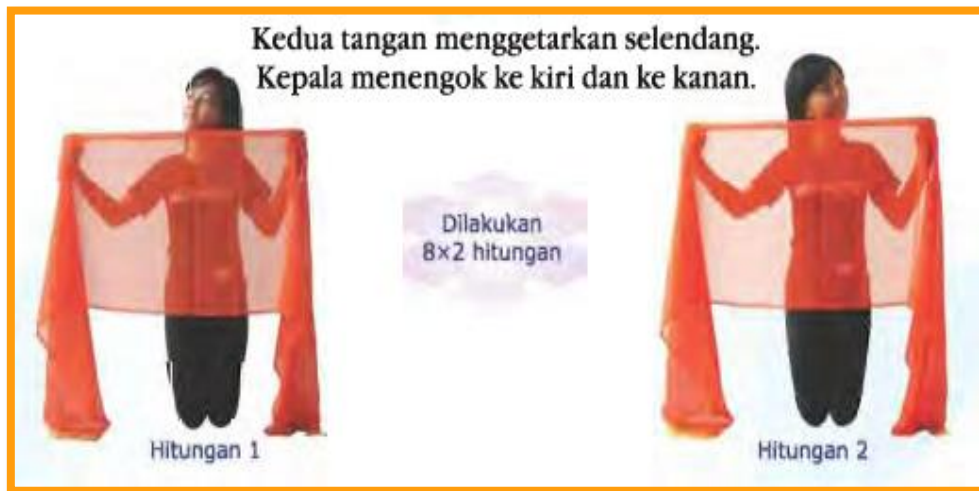 Kedua tangan menggetarkan selendang.
Kepala menengok ke kiri dan ke kanan.
Dilakukan
8×2 hitungan
Hitungan 1
Hitungan 2